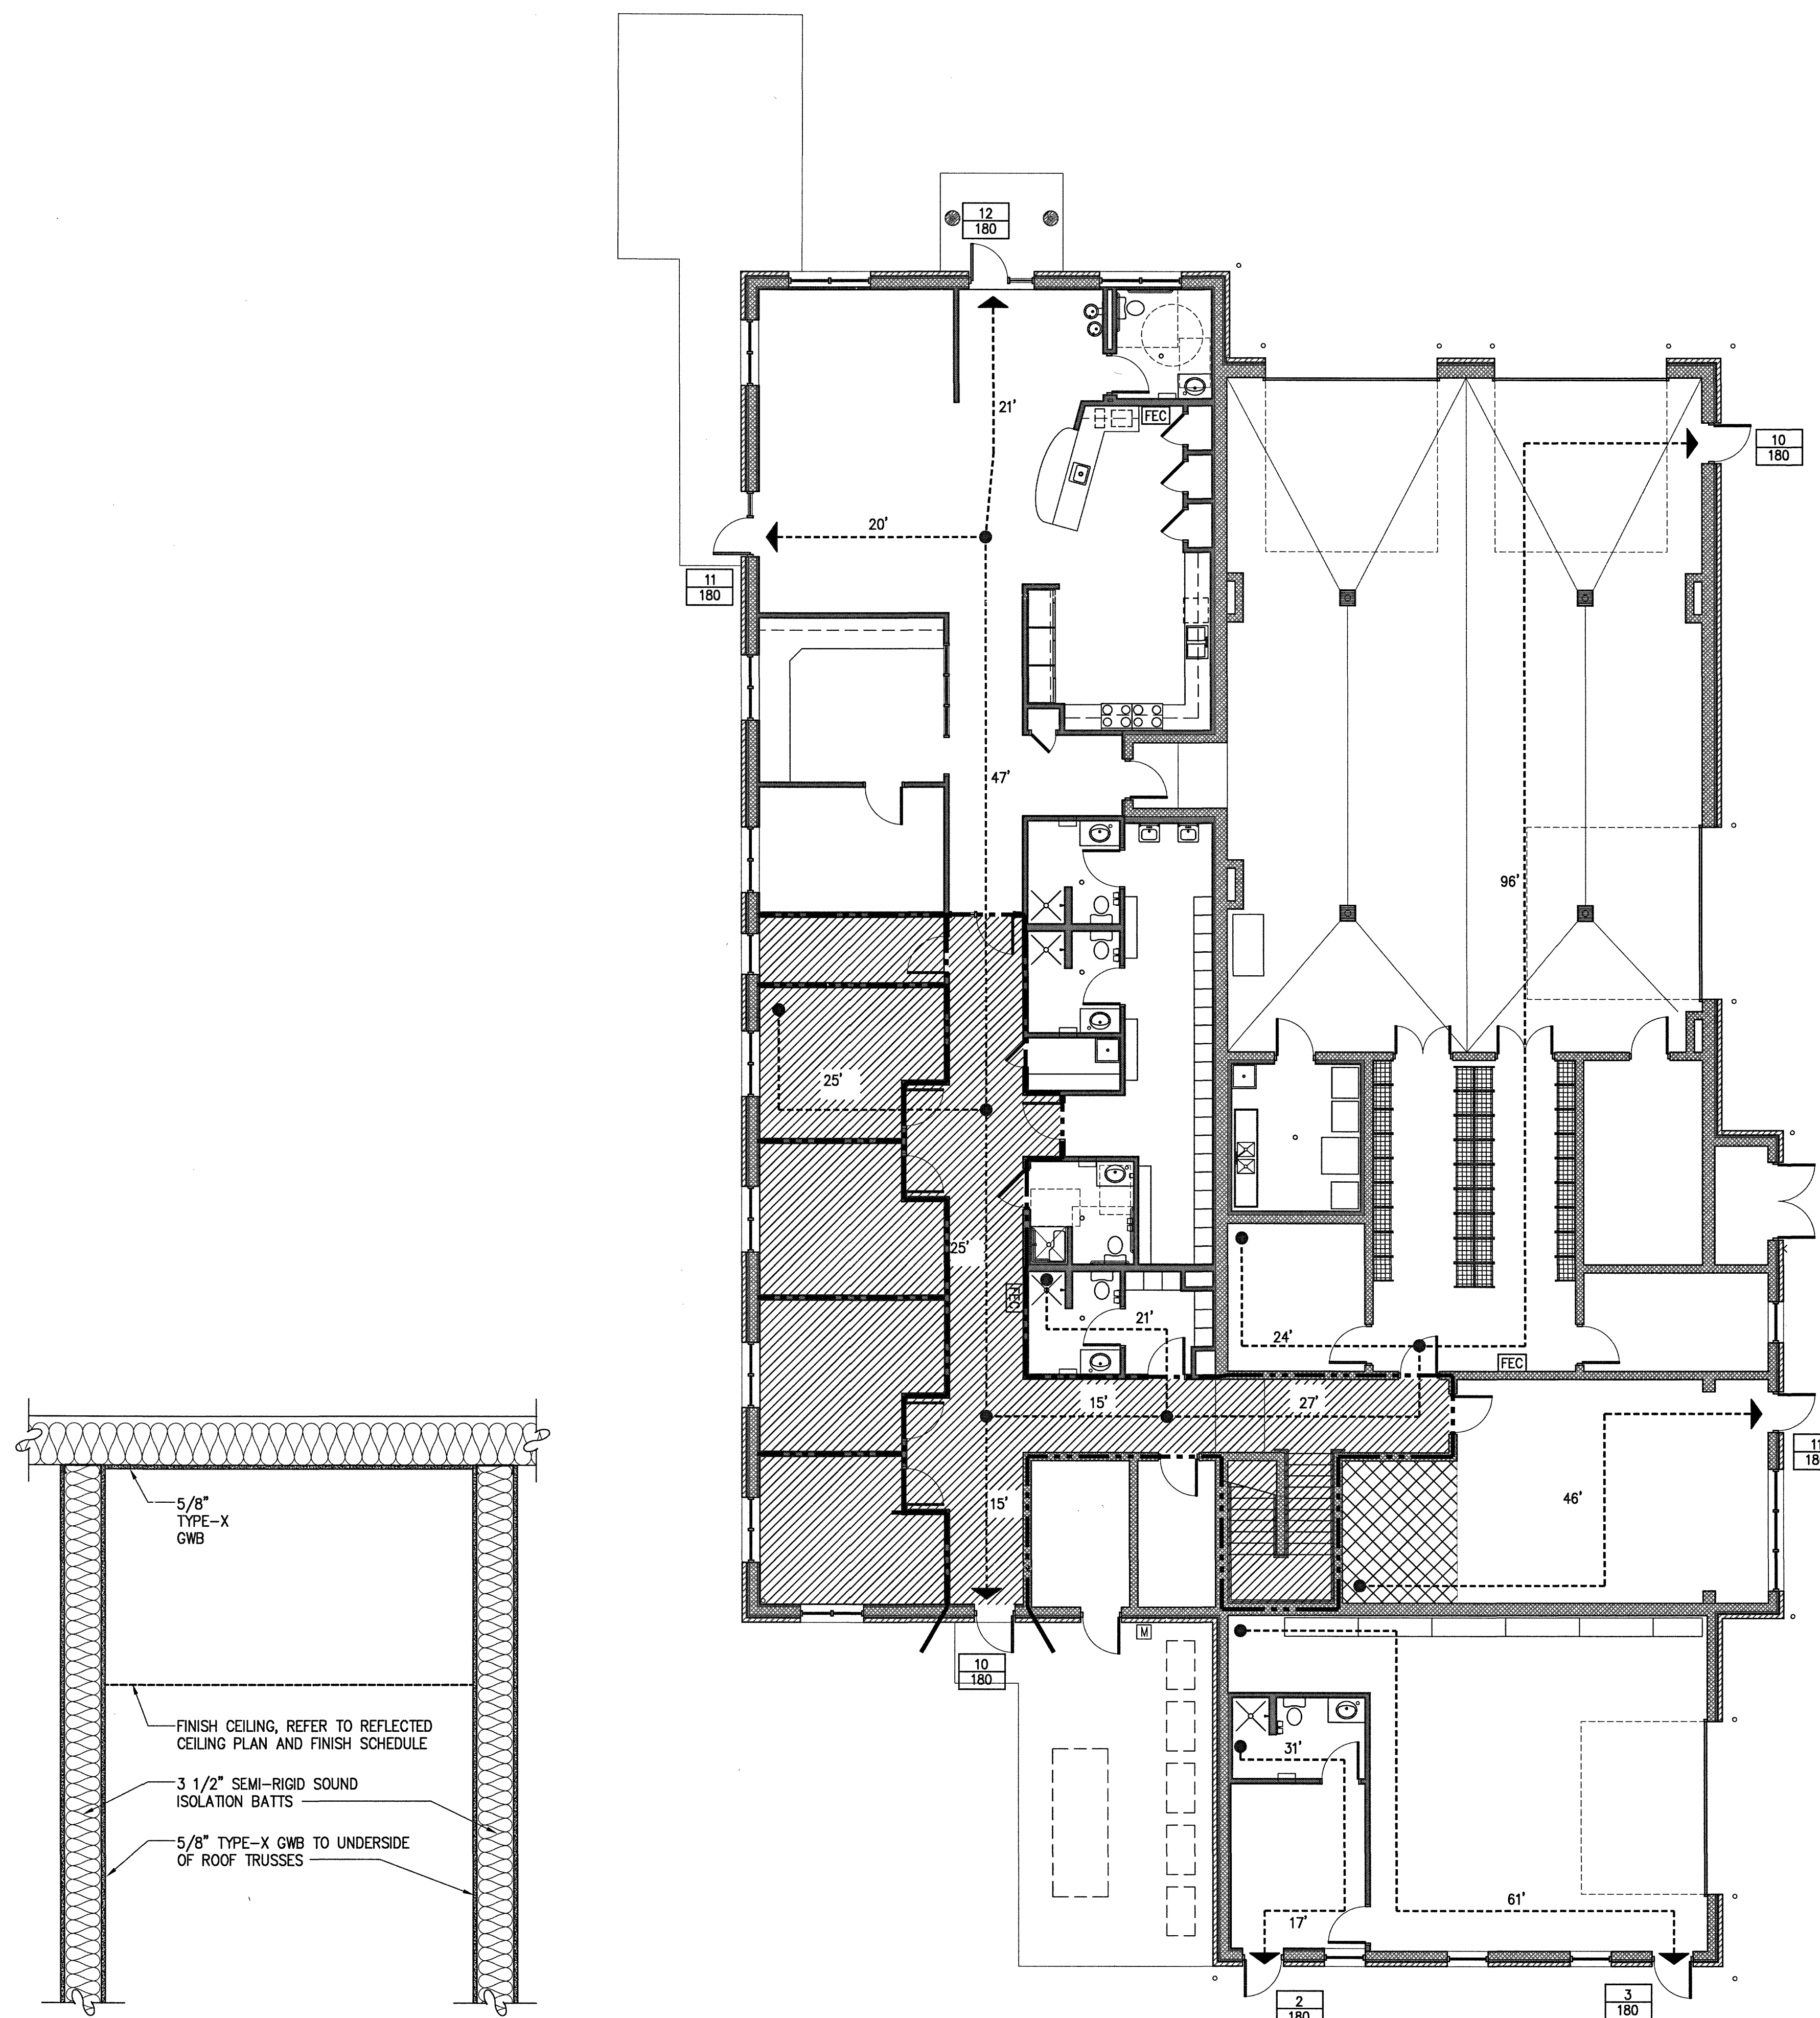 12
180
21'
FEC
10
180
20'
11
180
47'
96'
25'
25'
FEC
21'
24'
FEC
15'
27'
11
18
5/8"
TYPE-X
GWB
15'
46'
M
10
180
FINISH CEILING, REFER TO REFLECTED
CEILING PLAN AND FINISH SCHEDULE
31'
3 1/2" SEMI-RIGID SOUND
ISOLATION BATTS
5/8" TYPE-X GWB TO UNDERSIDE
OF ROOF TRUSSES
61'
17'
2
180
3
180